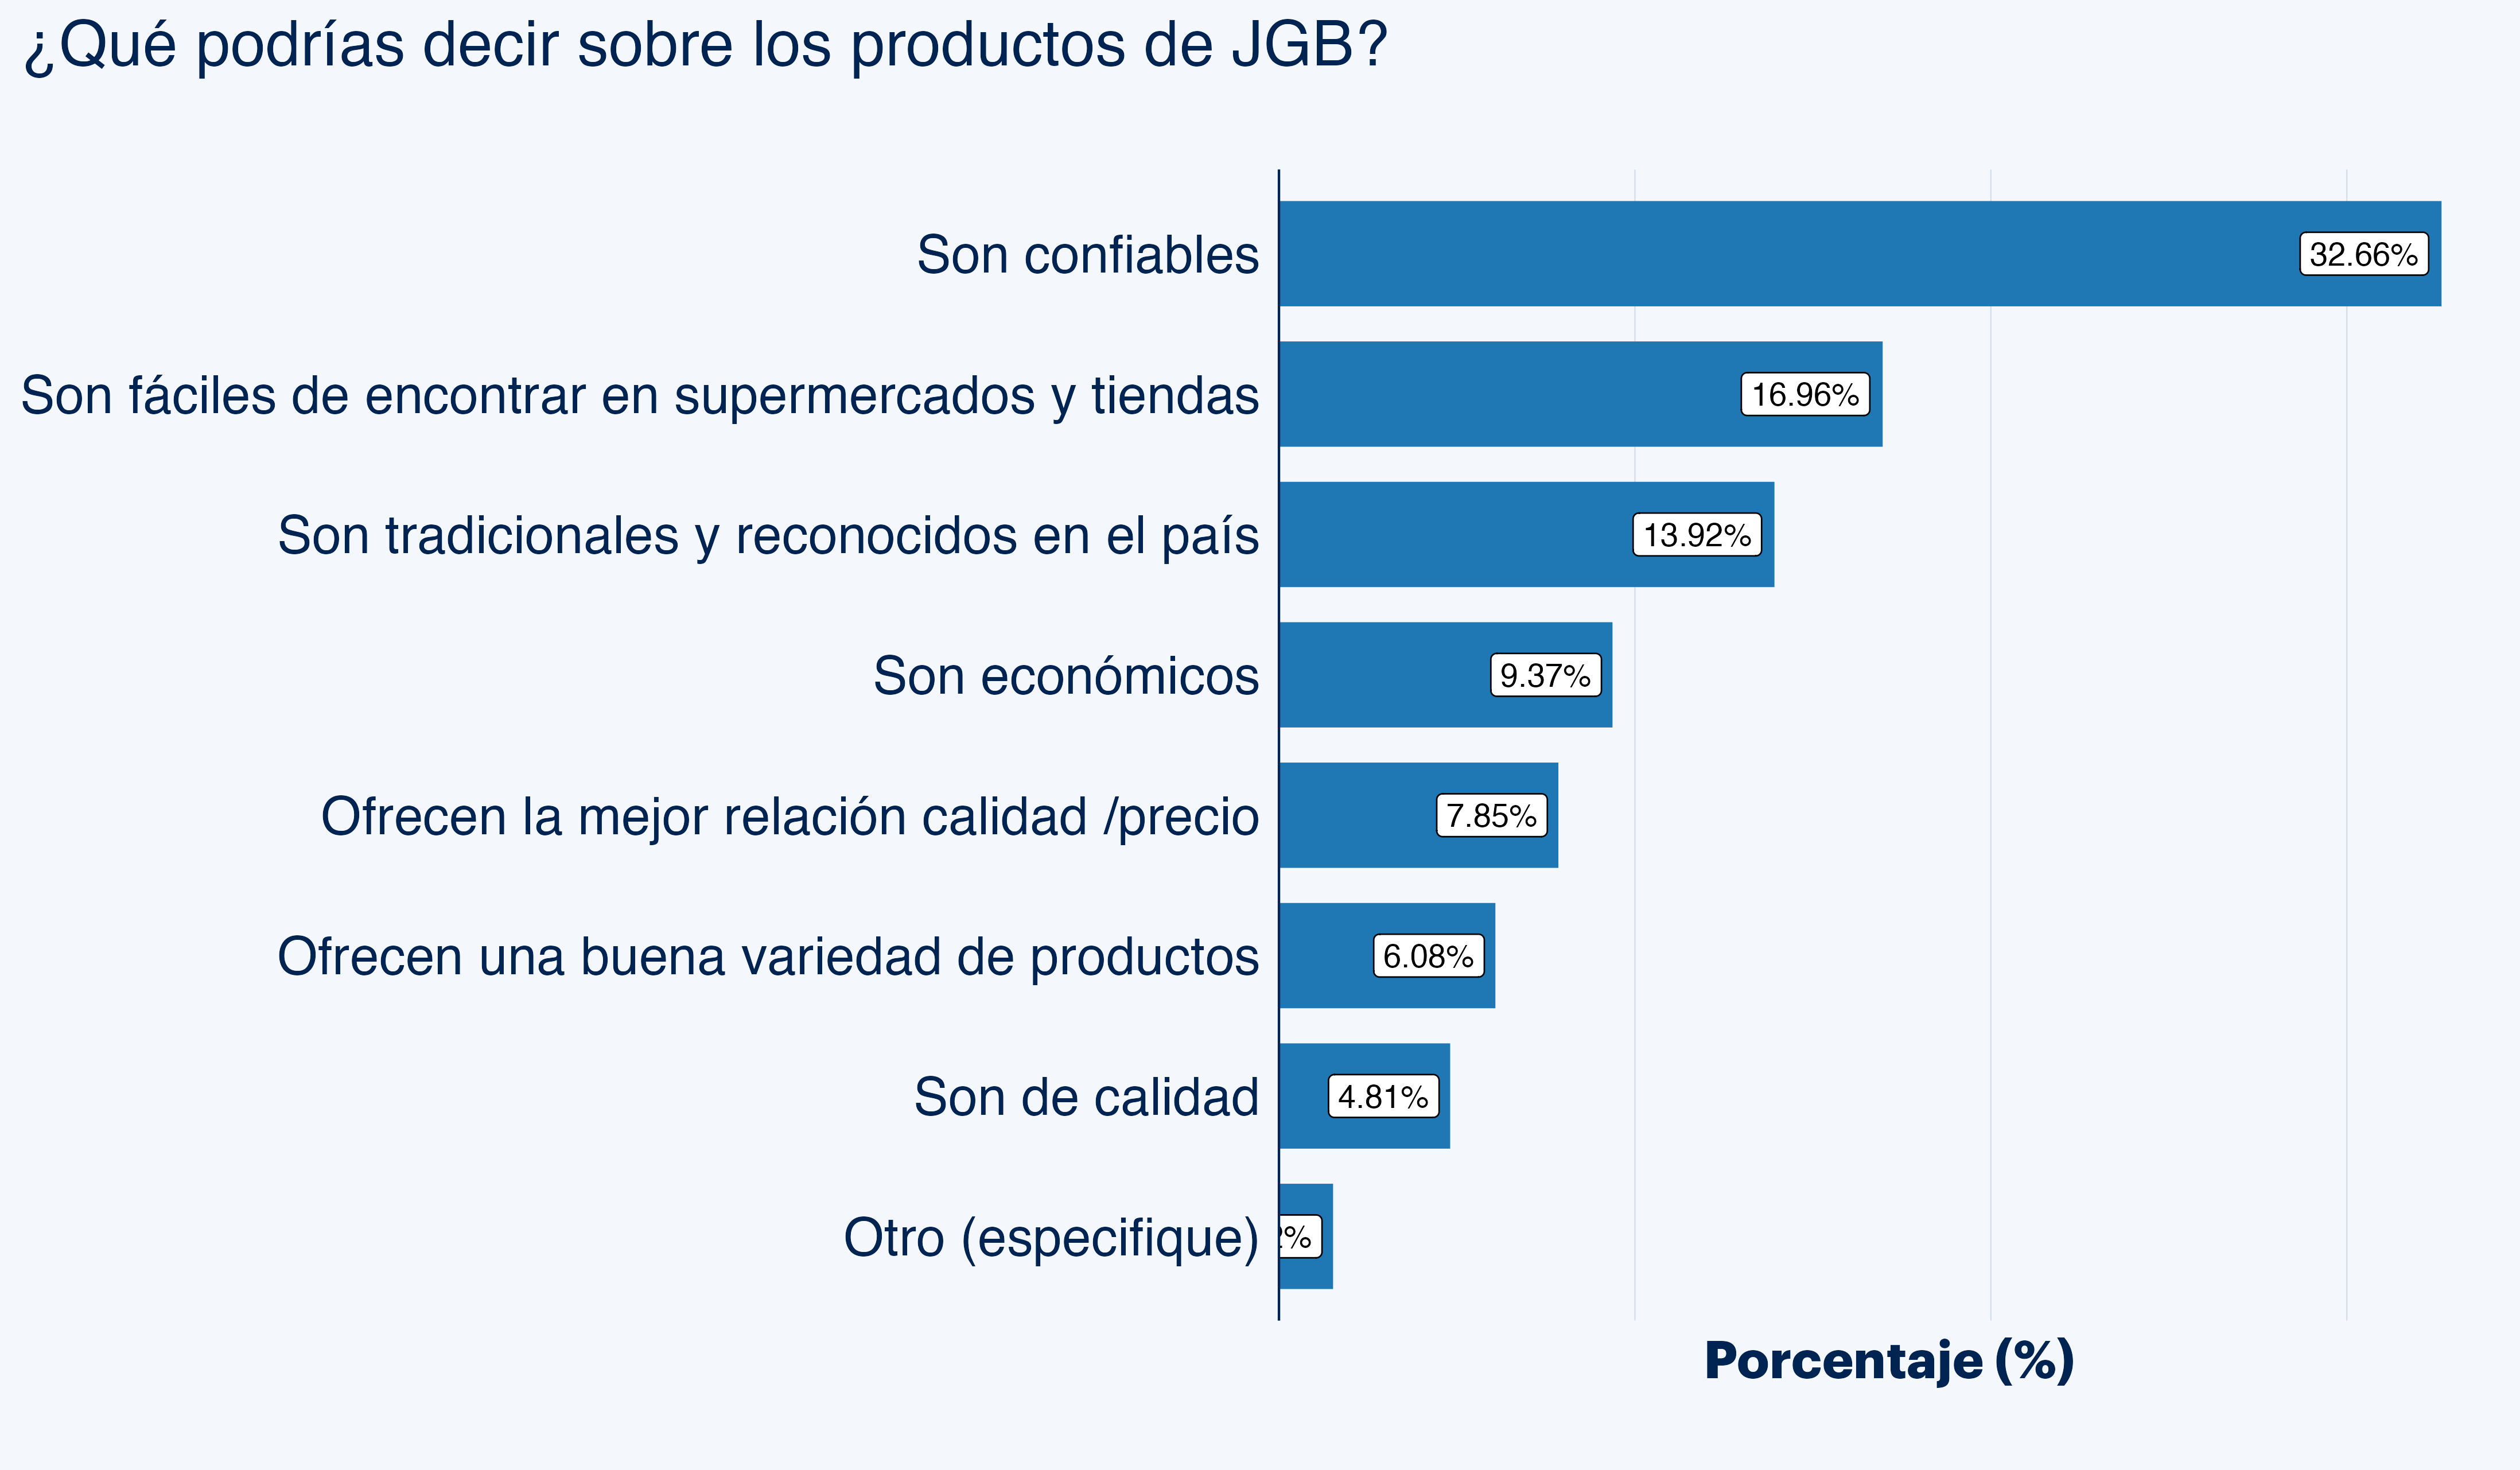 ¿Qué podrías decir sobre los productos de JGB?
Son confiables 32.66%
Son fáciles de encontrar en supermercados y tiendas 16.96%
Son tradicionales y reconocidos en el país 13.92%
Son económicos 9.37%
Ofrecen la mejor relación calidad /precio 7.85%
Ofrecen una buena variedad de productos 6.08%
Son de calidad 4.81%
Otro (especifique)
Porcentaje (%)